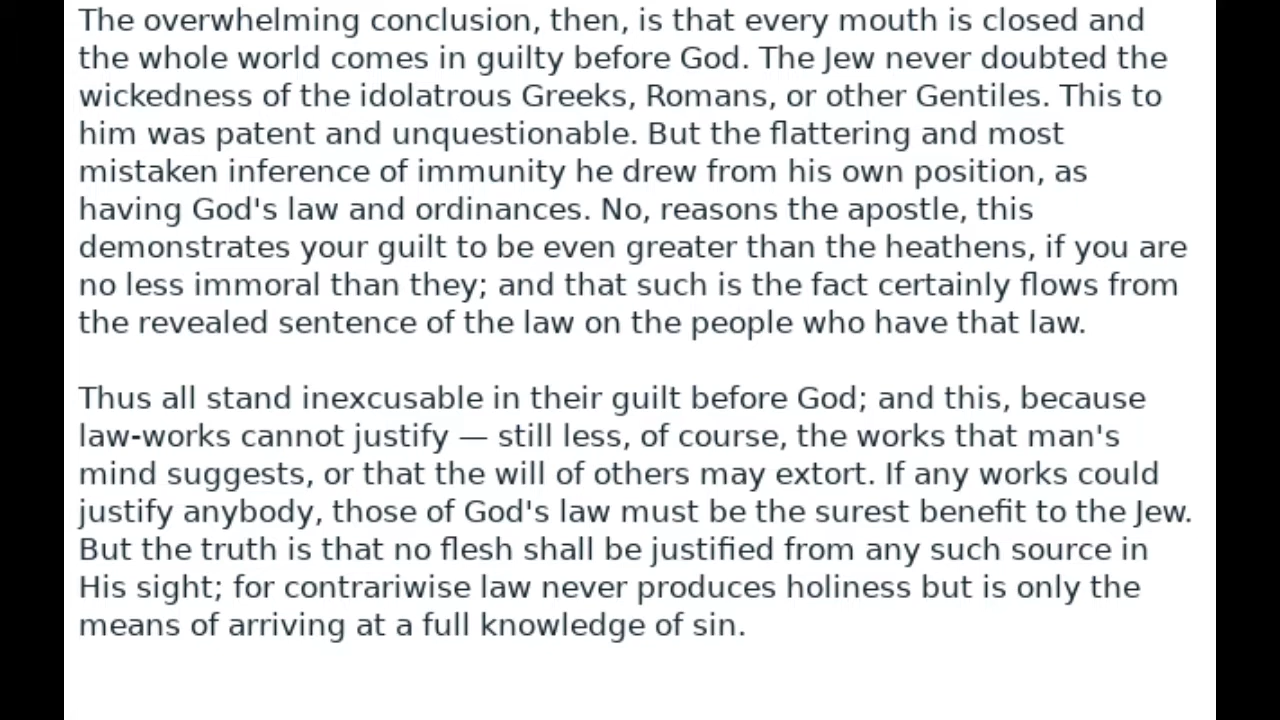 The overwhelming conclusion, then, is that every mouth is closed and
the whole world comes in guilty before God. The Jew never doubted the
wickedness of the idolatrous Greeks, Romans, or other Gentiles. This to
him was patent and unquestionable. But the flattering and most
mistaken inference of immunity he drew from his own position, as
having God's law and ordinances. No, reasons the apostle, this
demonstrates your guilt to be even greater than the heathens, if you are
no less immoral than they; and that such is the fact certainly flows from
the revealed sentence of the law on the people who have that law.
Thus all stand inexcusable in their guilt before God; and this, because
law-works cannot justify — still less, of course, the works that man's
mind suggests, or that the will of others may extort. If any works could
justify anybody, those of God's law must be the surest benefit to the Jew.
But the truth is that no flesh shall be justified from any such source in
His sight; for contrariwise law never produces holiness but is only the
means of arriving at a full knowledge of sin.